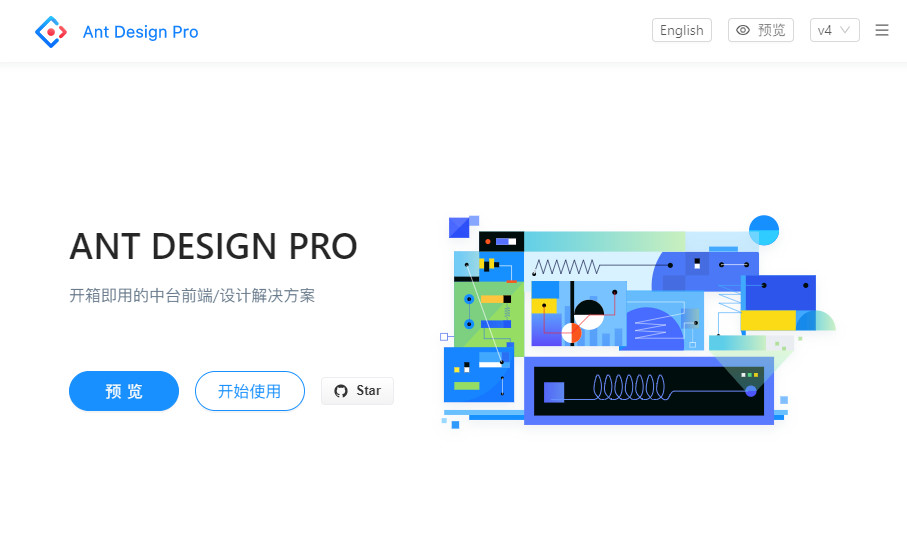 Ant Design Pro
English
预览
v4
ANT DESIGN PRO
开箱即用的中台前端/设计解决方案
预 览
开始使用
Star